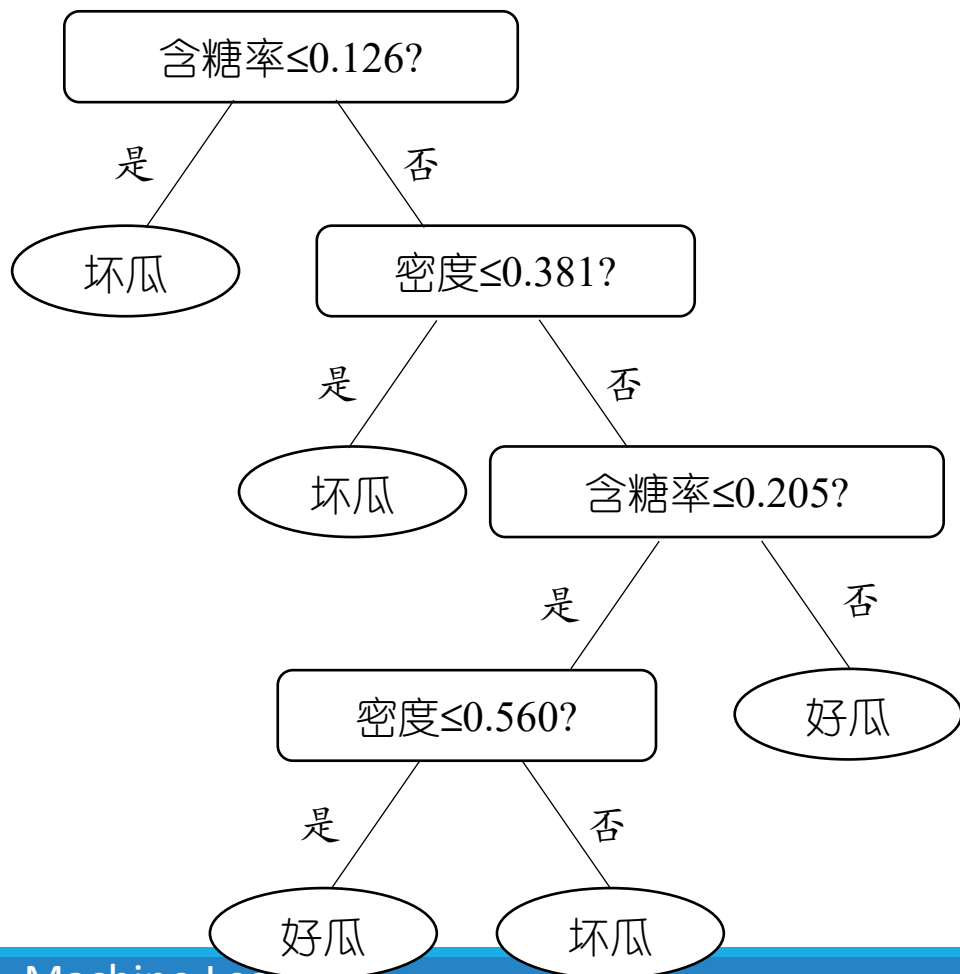 含糖率≤0.126?
是
否
坏瓜
密度≤0.381?
是
否
坏瓜
含糖率≤0.205?
是
否
密度≤0.560?
好瓜
是
否
好瓜
坏瓜
Machine